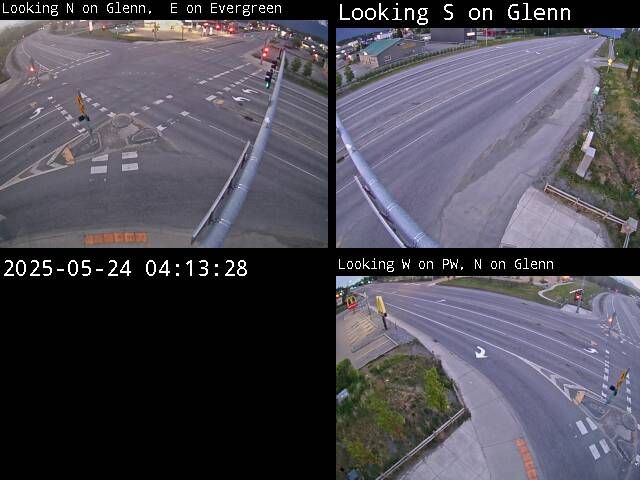 Looking N on Glenn,  E on Evergreen
Looking S on Glenn
2025-05-24 04:13:28
Looking W on PW, N on Glenn